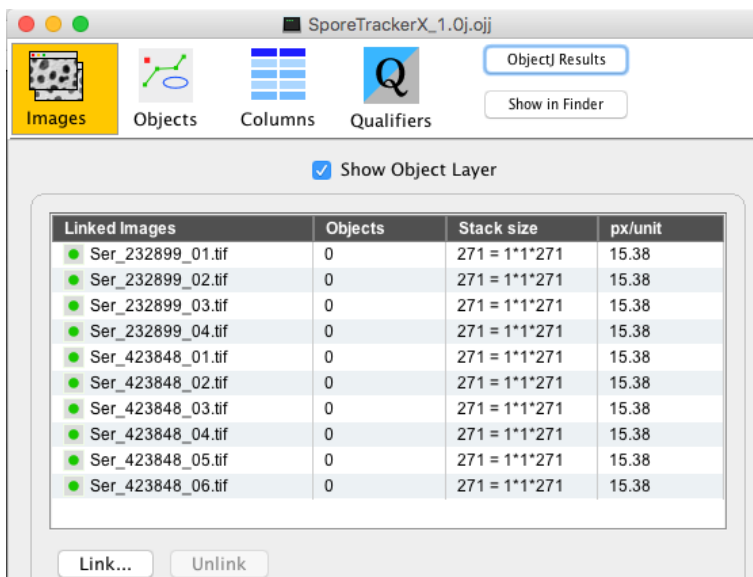 SporeTrackerX_1.0j.ojj
Images Objects Columns Qualifiers
ObjectJ Results
Show in Finder
Show Object Layer
Linked Images Objects Stack size px/unit
Ser_232899_01.tif 0 271 = 1*1*271 15.38
Ser_232899_02.tif 0 271 = 1*1*271 15.38
Ser_232899_03.tif 0 271 = 1*1*271 15.38
Ser_232899_04.tif 0 271 = 1*1*271 15.38
Ser_423848_01.tif 0 271 = 1*1*271 15.38
Ser_423848_02.tif 0 271 = 1*1*271 15.38
Ser_423848_03.tif 0 271 = 1*1*271 15.38
Ser_423848_04.tif 0 271 = 1*1*271 15.38
Ser_423848_05.tif 0 271 = 1*1*271 15.38
Ser_423848_06.tif 0 271 = 1*1*271 15.38
Link... Unlink